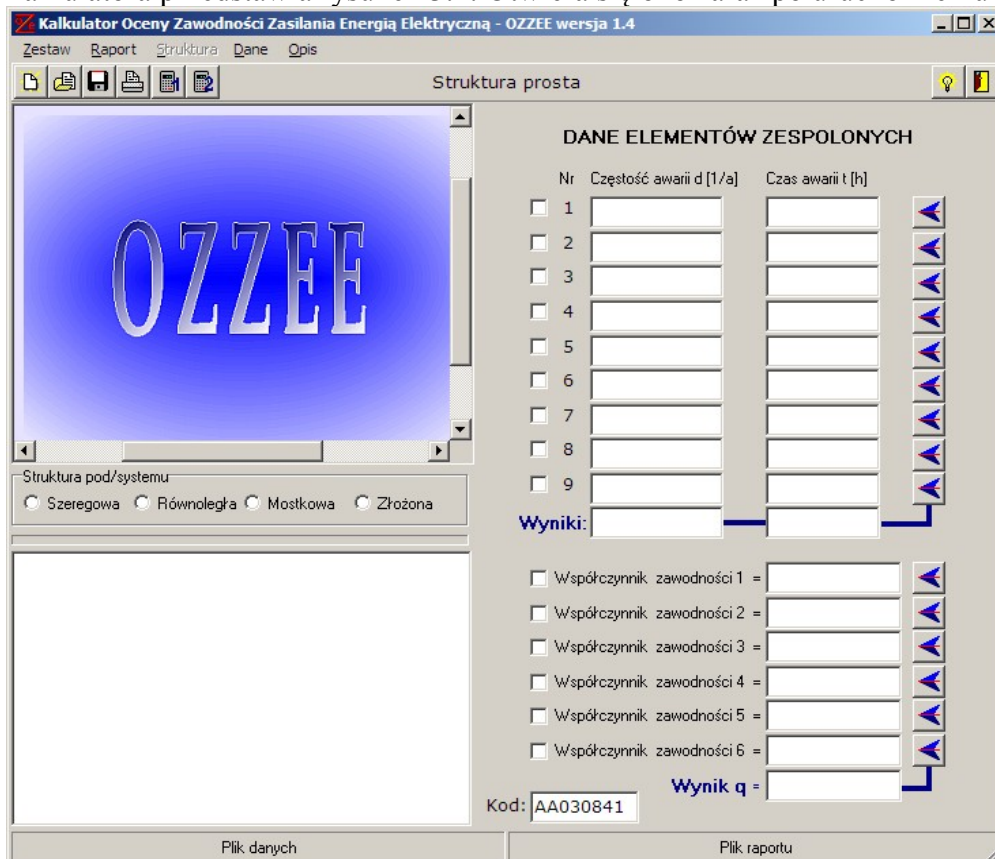 Kalkulator Oceny Zawodności Zasilania Energią Elektryczną - OZZEE wersja 1.4
Zestaw Raport Struktura Dane Opis
1 2
Struktura prosta
OZZEE
Struktura pod/systemu
Szeregowa Równoległa Mostkowa Złożona
DANE ELEMENTÓW ZESPOLONYCH
Nr Częstość awarii d [1/a] Czas awarii t [h]
1
2
3
4
5
6
7
8
9
Wyniki:
Współczynnik zawodności 1 =
Współczynnik zawodności 2 =
Współczynnik zawodności 3 =
Współczynnik zawodności 4 =
Współczynnik zawodności 5 =
Współczynnik zawodności 6 =
Wynik q =
Kod: AA030841
Plik danych Plik raportu